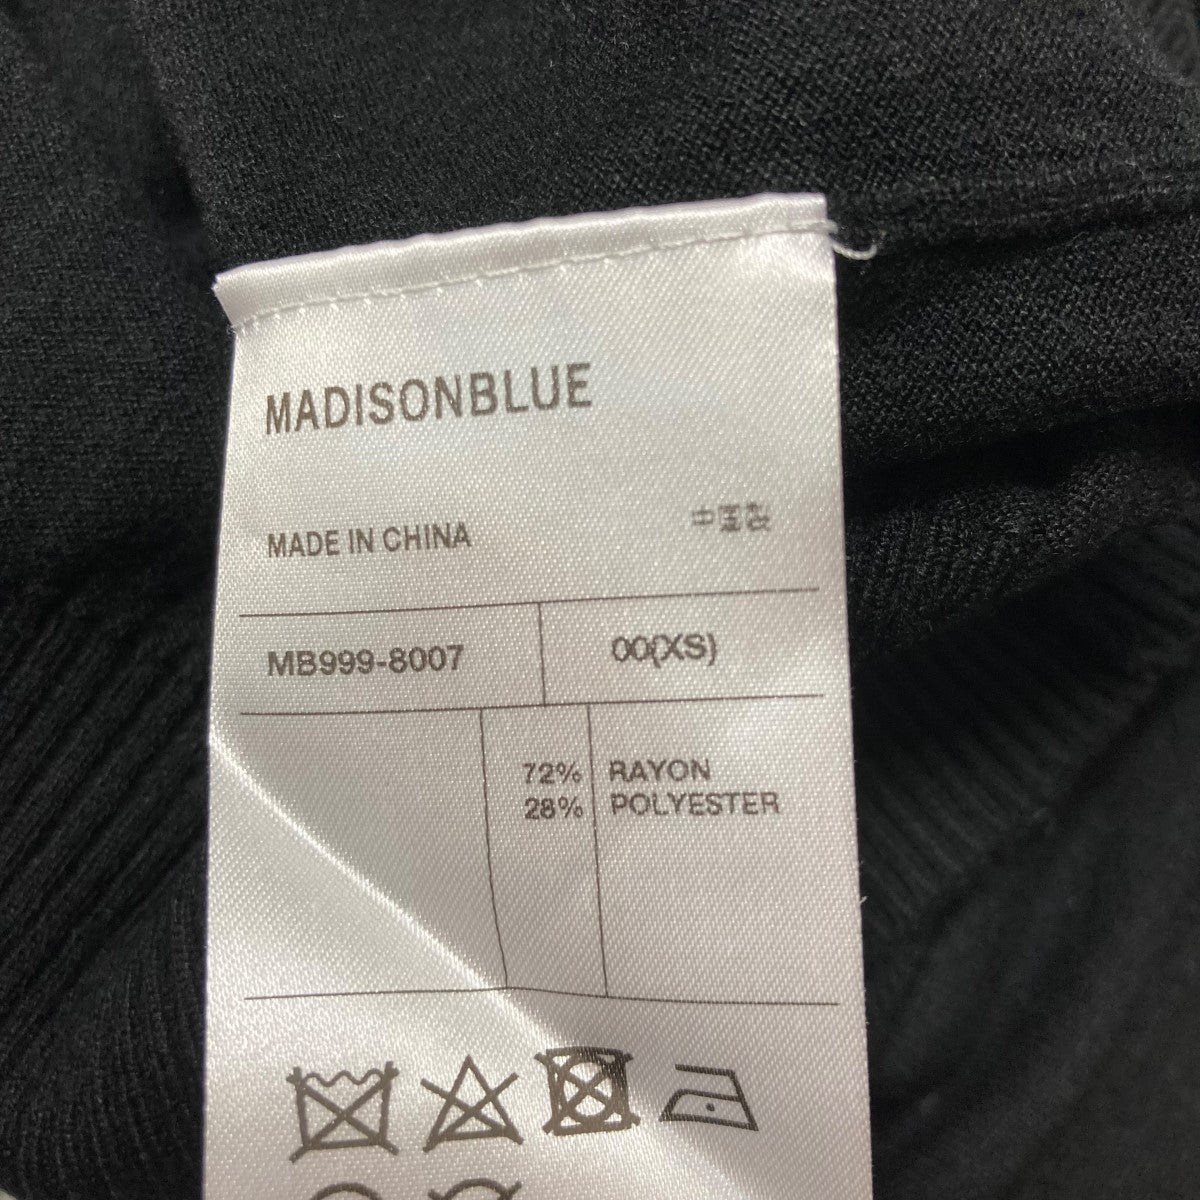 MADISONBLUE
MADE IN CHINA 中国製
MB999-8007 00(XS)
72% RAYON
28% POLYESTER